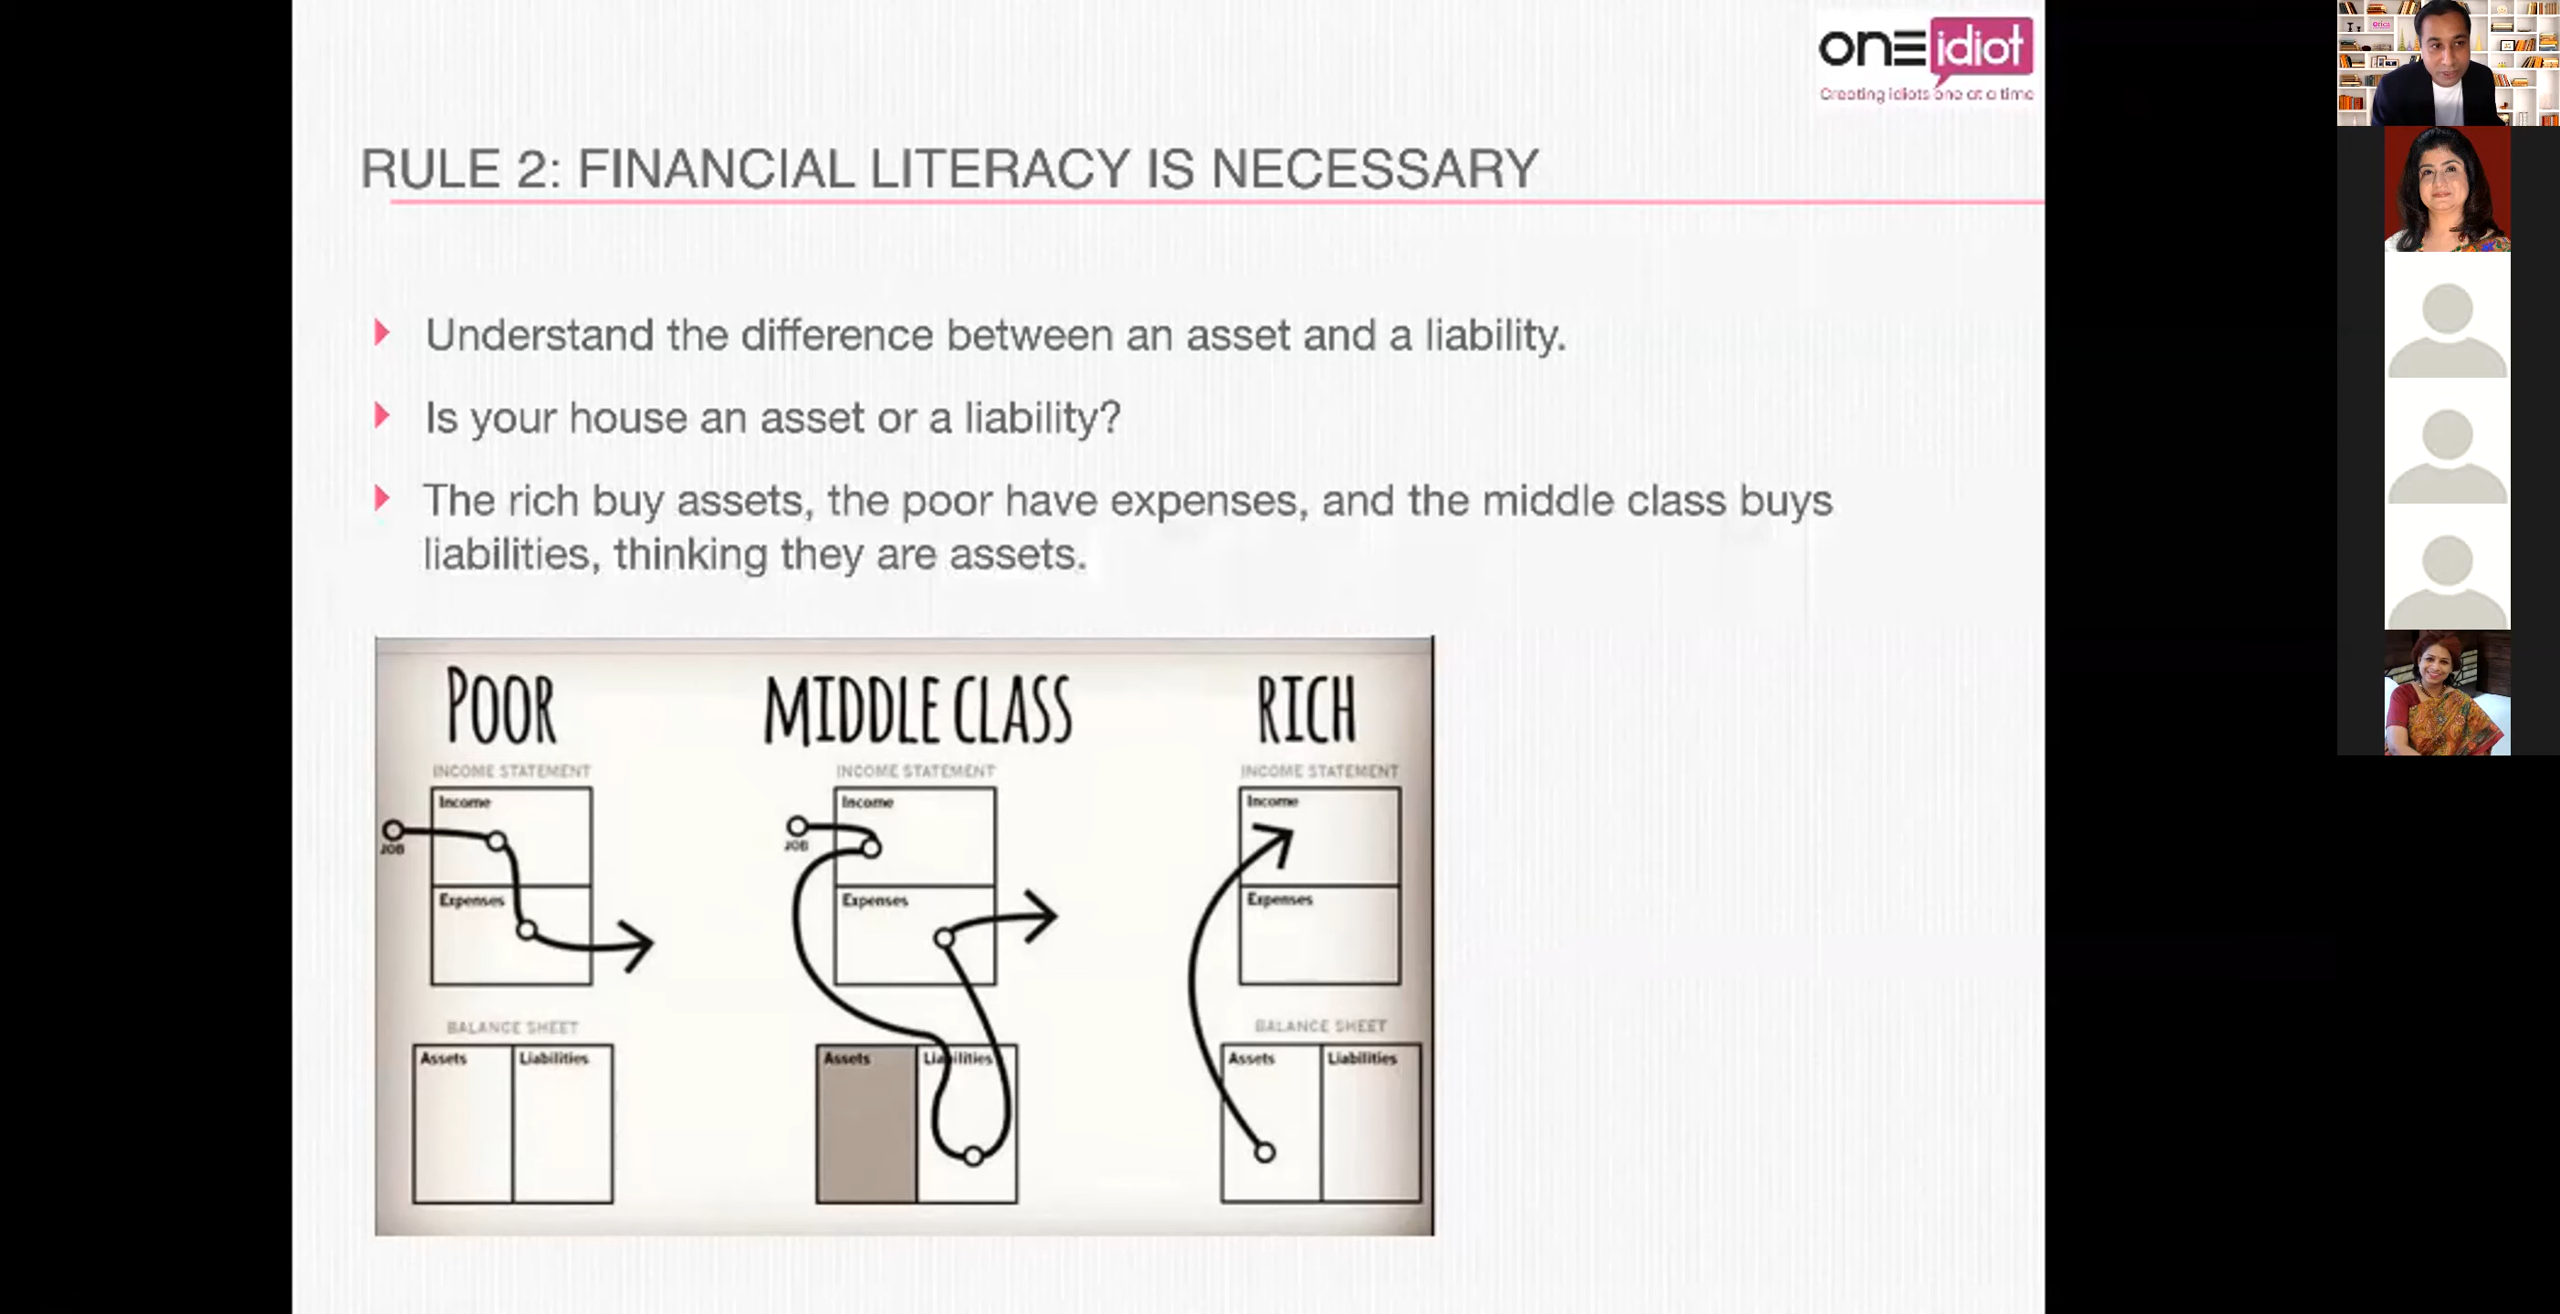 onE idiot
Creating idiots one at a time
RULE 2: FINANCIAL LITERACY IS NECESSARY
Understand the difference between an asset and a liability.
Is your house an asset or a liability?
The rich buy assets, the poor have expenses, and the middle class buys
liabilities, thinking they are assets.
POOR
INCOME STATEMENT
Income
JOB
Expenses
BALANCE SHEET
Assets
Liabilities
MIDDLE CLASS
INCOME STATEMENT
Income
JOB
Expenses
Assets
Liabilities
RICH
INCOME STATEMENT
Income
Expenses
BALANCE SHEET
Assets
Liabilities